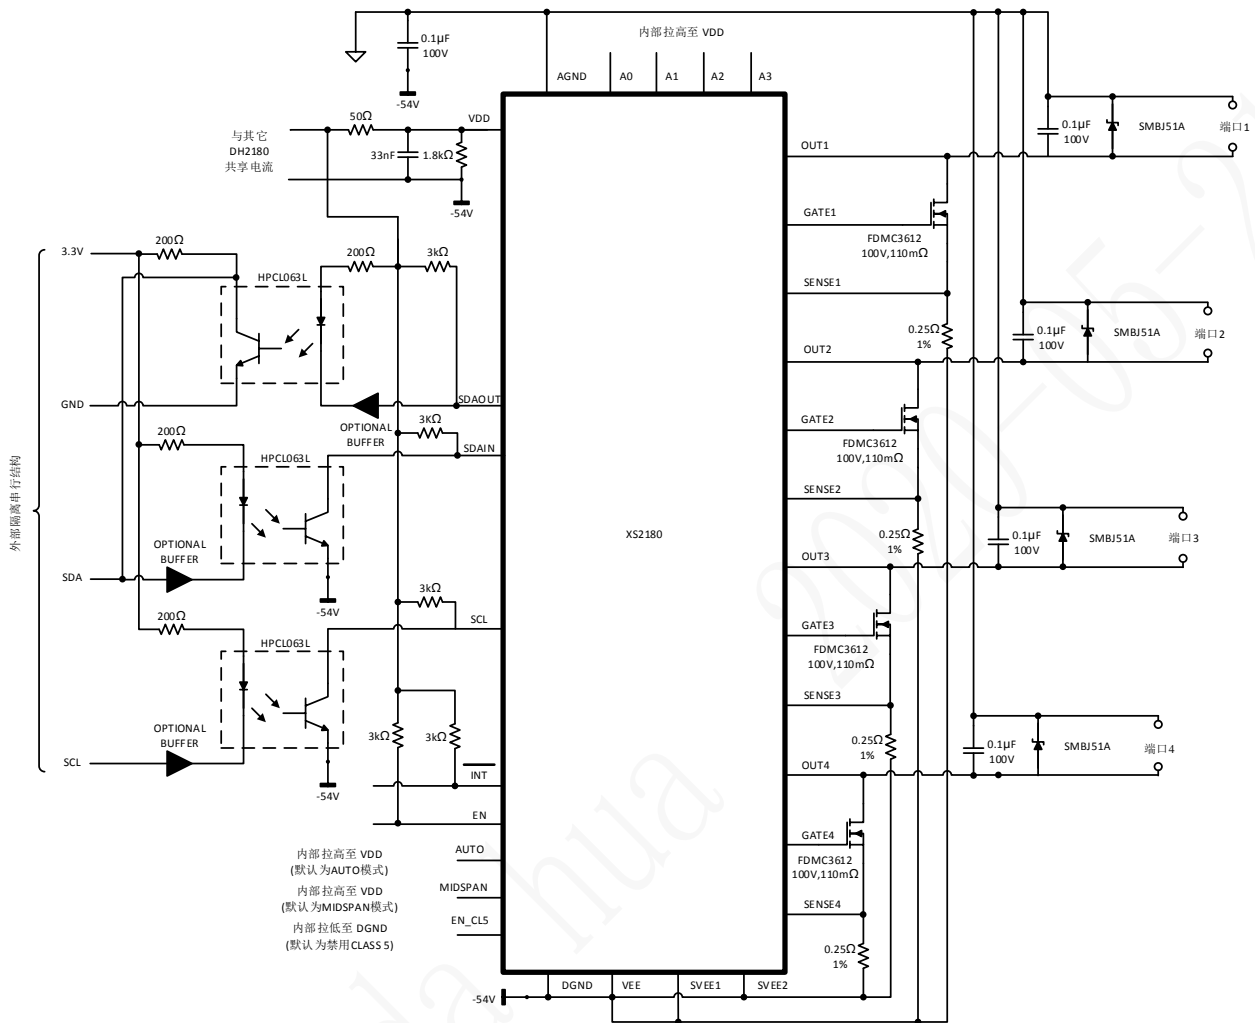 内部拉高至 VDD
0.1µF
100V
-54V
AGND
A0
A1
A2
A3
与其它
DH2180
共享电流
50Ω
VDD
33nF
1.8kΩ
-54V
OUT1
0.1µF
100V
SMBJ51A
端口1
GATE1
FDMC3612
100V,110mΩ
SENSE1
0.25Ω
1%
外部隔离串行结构
3.3V
200Ω
HPCL063L
200Ω
3kΩ
GND
OPTIONAL
BUFFER
SDAOUT
200Ω
3KΩ
SDAIN
HPCL063L
OPTIONAL
BUFFER
SDA
-54V
200Ω
3kΩ
SCL
HPCL063L
OPTIONAL
BUFFER
SCL
-54V
3kΩ
3kΩ
INT
EN
XS2180
OUT2
0.1µF
100V
SMBJ51A
端口2
GATE2
FDMC3612
100V,110mΩ
SENSE2
0.25Ω
1%
OUT3
0.1µF
100V
SMBJ51A
端口3
GATE3
FDMC3612
100V,110mΩ
SENSE3
0.25Ω
1%
OUT4
0.1µF
100V
SMBJ51A
端口4
GATE4
FDMC3612
100V,110mΩ
SENSE4
0.25Ω
1%
内部拉高至 VDD
(默认为AUTO模式)
AUTO
内部拉高至 VDD
(默认为MIDSPAN模式)
MIDSPAN
内部拉低至 DGND
(默认为禁用CLASS 5)
EN_CL5
-54V
DGND
VEE
SVEE1
SVEE2
hua
2020-05-2